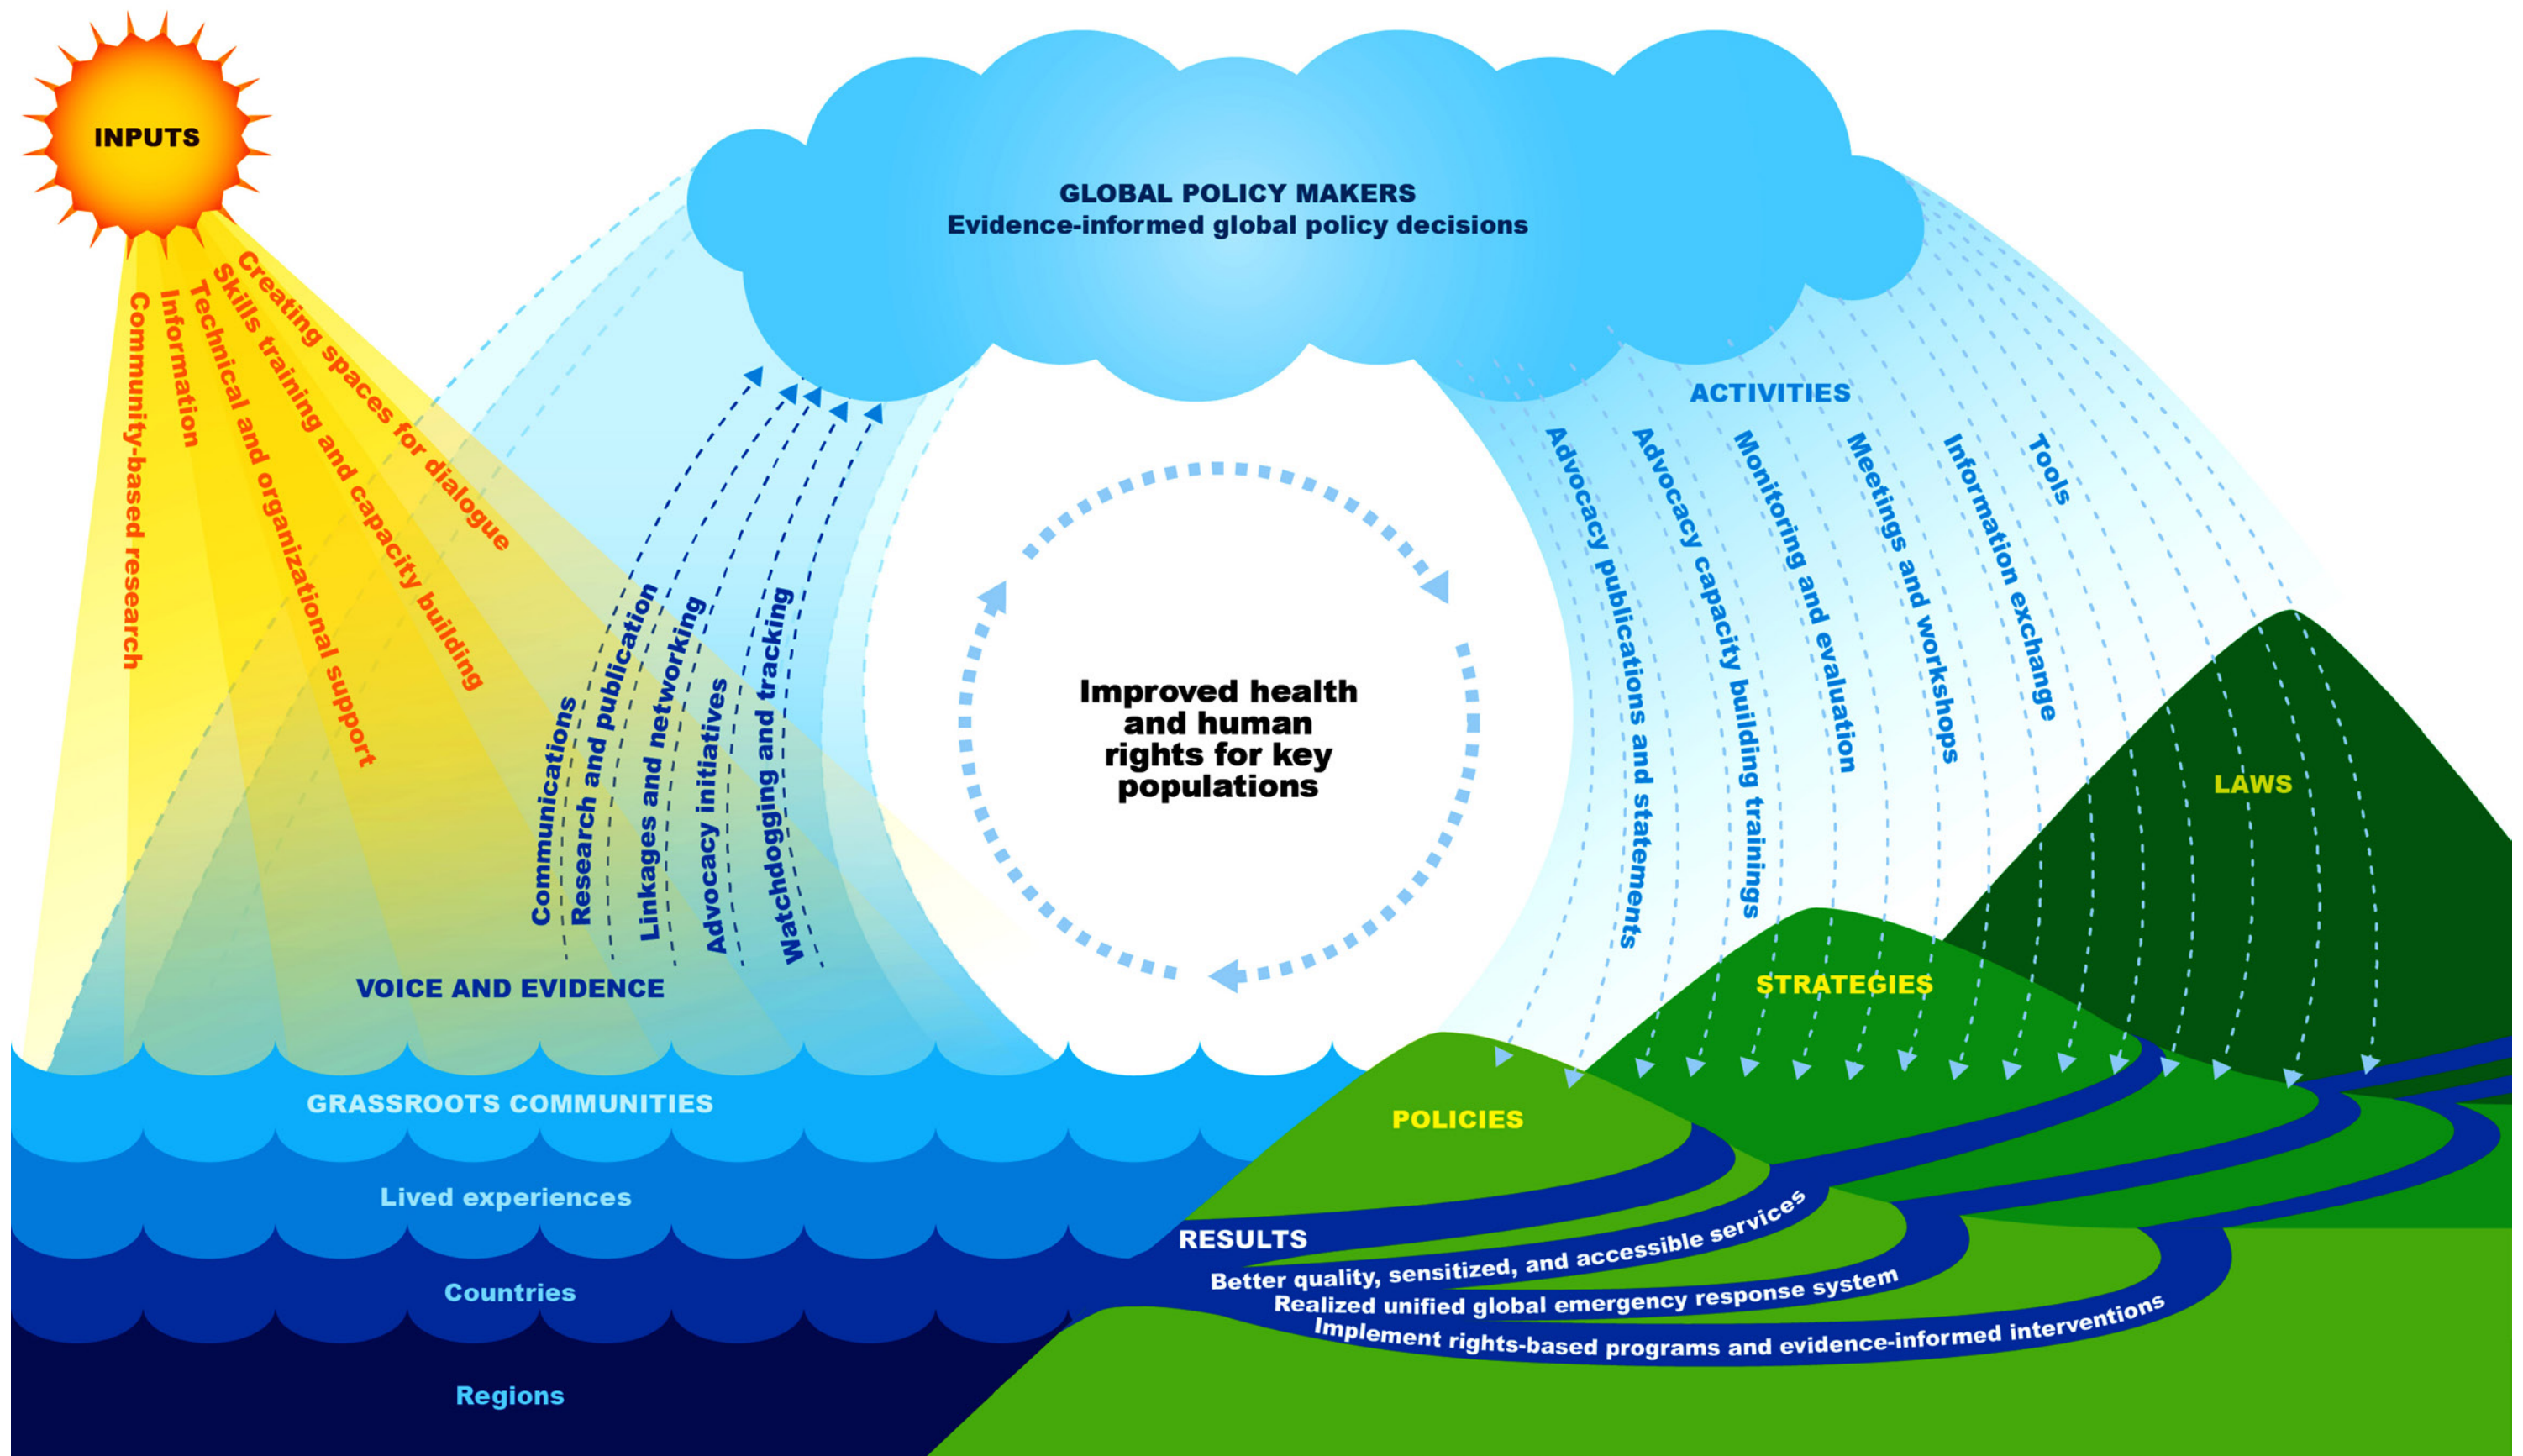 INPUTS
Community-based research
Information
Technical and organizational support
Skills training and capacity building
Creating spaces for dialogue
GLOBAL POLICY MAKERS
Evidence-informed global policy decisions
Communications
Research and publication
Linkages and networking
Advocacy initiatives
Watchdogging and tracking
VOICE AND EVIDENCE
Improved health
and human
rights for key
populations
ACTIVITIES
Advocacy publications and statements
Advocacy capacity building trainings
Monitoring and evaluation
Meetings and workshops
Information exchange
Tools
LAWS
STRATEGIES
POLICIES
GRASSROOTS COMMUNITIES
Lived experiences
Countries
Regions
RESULTS
Better quality, sensitized, and accessible services
Realized unified global emergency response system
Implement rights-based programs and evidence-informed interventions